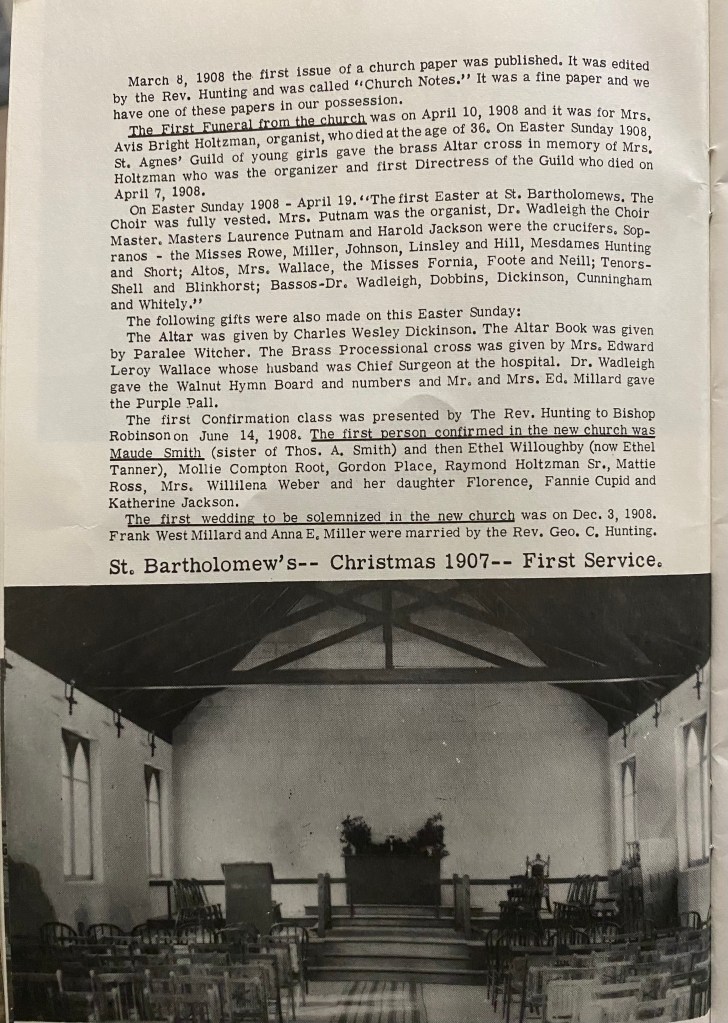 March 8, 1908 the first issue of a church paper was published. It was edited
by the Rev. Hunting and was called "Church Notes." It was a fine paper and we
have one of these papers in our possession.
The First Funeral from the church was on April 10, 1908 and it was for Mrs.
Avis Bright Holtzman, organist, who died at the age of 36. On Easter Sunday 1908,
St. Agnes' Guild of young girls gave the brass Altar cross in memory of Mrs.
Holtzman who was the organizer and first Directress of the Guild who died on
April 7, 1908.
On Easter Sunday 1908 - April 19. "The first Easter at St. Bartholomews. The
Choir was fully vested. Mrs. Putnam was the organist, Dr. Wadleigh the Choir
Master. Masters Laurence Putnam and Harold Jackson were the crucifers. Sop-
ranos - the Misses Rowe, Miller, Johnson, Linsley and Hill, Mesdames Hunting
and Short; Altos, Mrs. Wallace, the Misses Fornia, Foote and Neill; Tenors-
Shell and Blinkhorst; Bassos-Dr. Wadleigh, Dobbins, Dickinson, Cunningham
and Whitely."
The following gifts were also made on this Easter Sunday:
The Altar was given by Charles Wesley Dickinson. The Altar Book was given
by Paralee Witcher. The Brass Processional cross was given by Mrs. Edward
Leroy Wallace whose husband was Chief Surgeon at the hospital. Dr. Wadleigh
gave the Walnut Hymn Board and numbers and Mr. and Mrs. Ed. Millard gave
the Purple Pall.
The first Confirmation class was presented by The Rev. Hunting to Bishop
Robinson on June 14, 1908. The first person confirmed in the new church was
Maude Smith (sister of Thos. A. Smith) and then Ethel Willoughby (now Ethel
Tanner), Mollie Compton Root, Gordon Place, Raymond Holtzman Sr., Mattie
Ross, Mrs. Willilena Weber and her daughter Florence, Fannie Cupid and
Katherine Jackson.
The first wedding to be solemnized in the new church was on Dec. 3, 1908.
Frank West Millard and Anna E. Miller were married by the Rev. Geo. C. Hunting.
St. Bartholomew's-- Christmas 1907-- First Service.